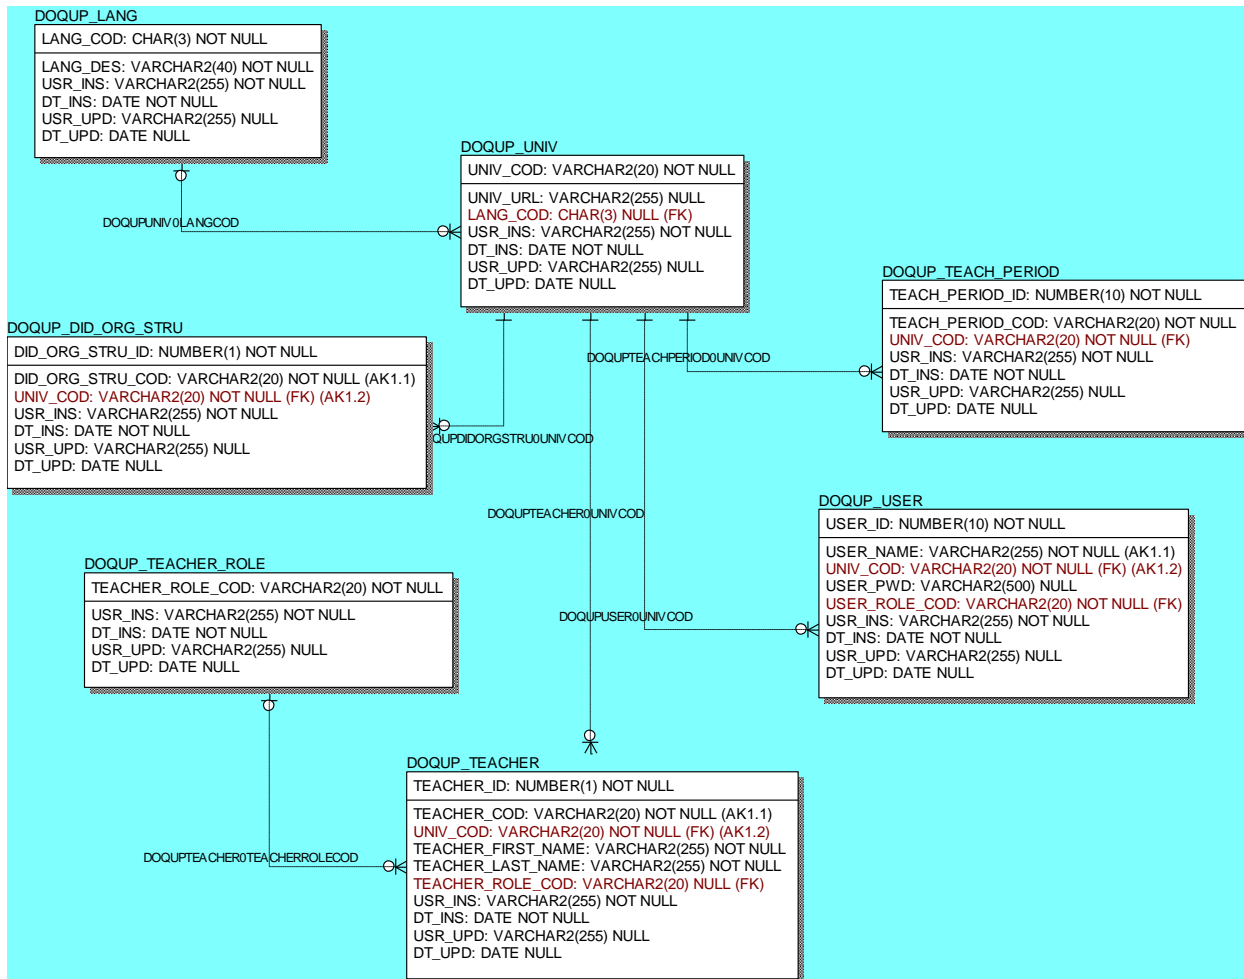 DOQUP_LANG
LANG_COD: CHAR(3) NOT NULL
LANG_DES: VARCHAR2(40) NOT NULL
USR_INS: VARCHAR2(255) NOT NULL
DT_INS: DATE NOT NULL
USR_UPD: VARCHAR2(255) NULL
DT_UPD: DATE NULL
DOQUPUNIV0LANGCOD
DOQUP_UNIV
UNIV_COD: VARCHAR2(20) NOT NULL
UNIV_URL: VARCHAR2(255) NULL
LANG_COD: CHAR(3) NULL (FK)
USR_INS: VARCHAR2(255) NOT NULL
DT_INS: DATE NOT NULL
USR_UPD: VARCHAR2(255) NULL
DT_UPD: DATE NULL
DOQUP_TEACH_PERIOD
TEACH_PERIOD_ID: NUMBER(10) NOT NULL
TEACH_PERIOD_COD: VARCHAR2(20) NOT NULL
UNIV_COD: VARCHAR2(20) NOT NULL (FK)
USR_INS: VARCHAR2(255) NOT NULL
DT_INS: DATE NOT NULL
USR_UPD: VARCHAR2(255) NULL
DT_UPD: DATE NULL
DOQUPTEACHPERIOD0UNIVCOD
DOQUP_DID_ORG_STRU
DID_ORG_STRU_ID: NUMBER(1) NOT NULL
DID_ORG_STRU_COD: VARCHAR2(20) NOT NULL (AK1.1)
UNIV_COD: VARCHAR2(20) NOT NULL (FK) (AK1.2)
USR_INS: VARCHAR2(255) NOT NULL
DT_INS: DATE NOT NULL
USR_UPD: VARCHAR2(255) NULL
DT_UPD: DATE NULL
QUPDIDORGSTRU0UNIVCOD
DOQUPTEACHER0UNIVCOD
DOQUP_USER
USER_ID: NUMBER(10) NOT NULL
USER_NAME: VARCHAR2(255) NOT NULL (AK1.1)
UNIV_COD: VARCHAR2(20) NOT NULL (FK) (AK1.2)
USER_PWD: VARCHAR2(500) NULL
USER_ROLE_COD: VARCHAR2(20) NOT NULL (FK)
USR_INS: VARCHAR2(255) NOT NULL
DT_INS: DATE NOT NULL
USR_UPD: VARCHAR2(255) NULL
DT_UPD: DATE NULL
DOQUPUSER0UNIVCOD
DOQUP_TEACHER_ROLE
TEACHER_ROLE_COD: VARCHAR2(20) NOT NULL
USR_INS: VARCHAR2(255) NOT NULL
DT_INS: DATE NOT NULL
USR_UPD: VARCHAR2(255) NULL
DT_UPD: DATE NULL
DOQUPTEACHER0TEACHERROLECOD
DOQUP_TEACHER
TEACHER_ID: NUMBER(1) NOT NULL
TEACHER_COD: VARCHAR2(20) NOT NULL (AK1.1)
UNIV_COD: VARCHAR2(20) NOT NULL (FK) (AK1.2)
TEACHER_FIRST_NAME: VARCHAR2(255) NOT NULL
TEACHER_LAST_NAME: VARCHAR2(255) NOT NULL
TEACHER_ROLE_COD: VARCHAR2(20) NULL (FK)
USR_INS: VARCHAR2(255) NOT NULL
DT_INS: DATE NOT NULL
USR_UPD: VARCHAR2(255) NULL
DT_UPD: DATE NULL